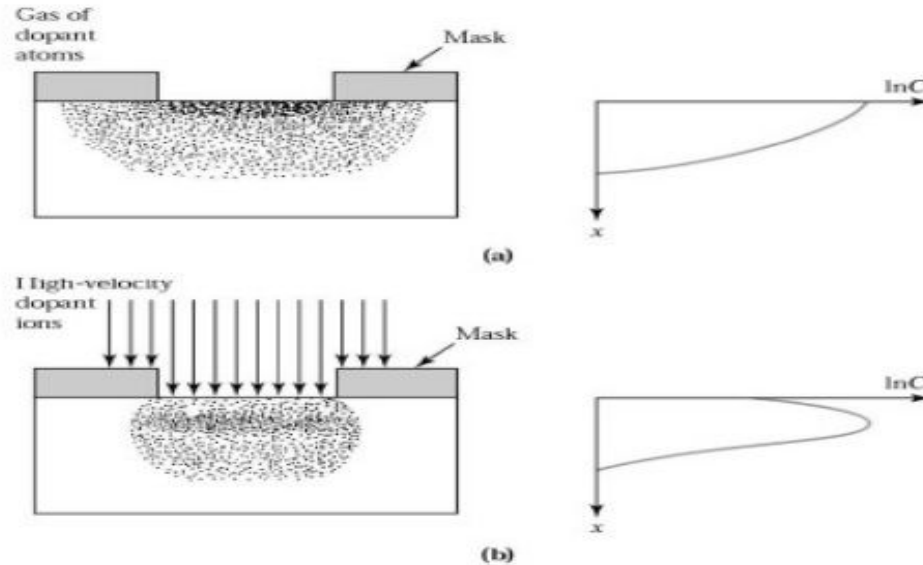 Gas of
dopant
atoms
Mask
lnC
x
(a)
High-velocity
dopant
ions
Mask
lnC
x
(b)